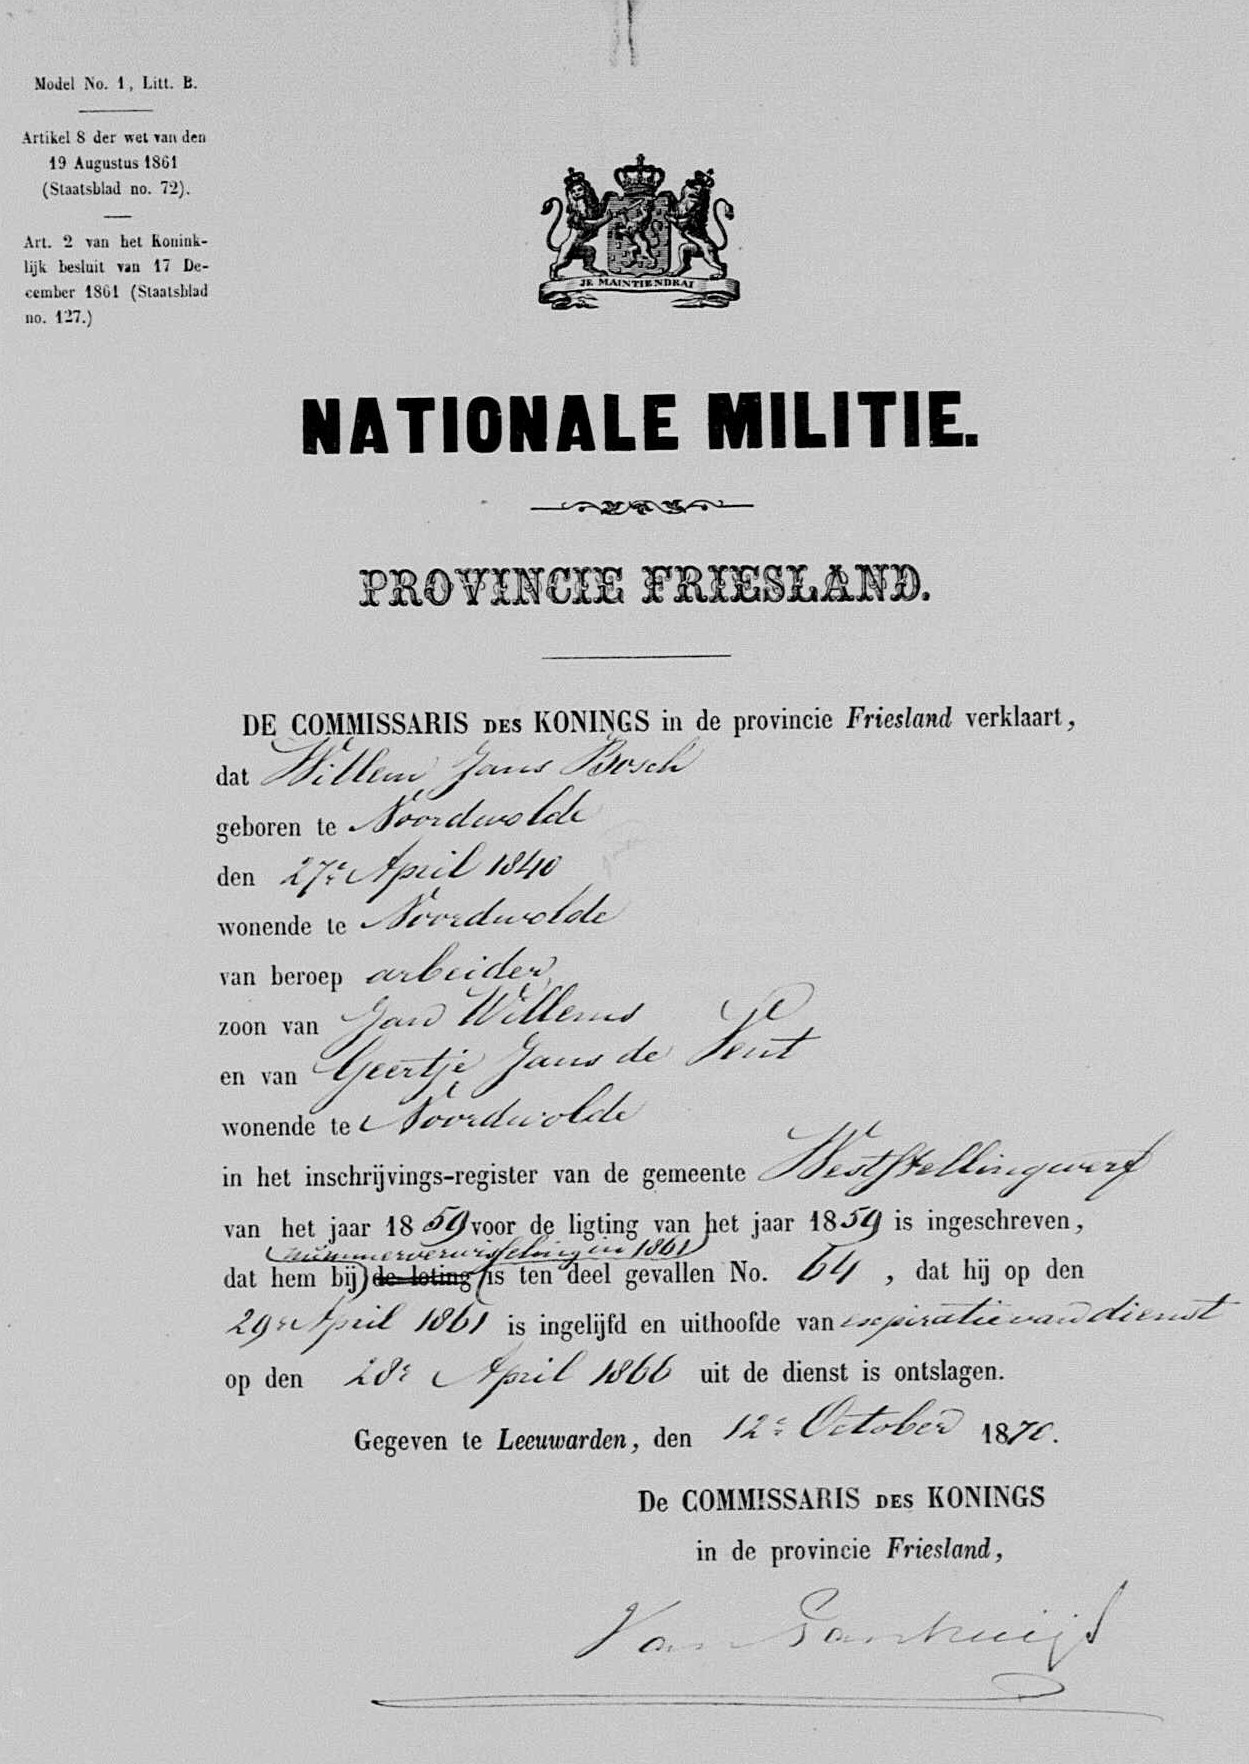 Model No. 1, Litt. B.
Artikel 8 der wet van den
19 Augustus 1861
(Staatsblad no. 72).
Art. 2 van het Konink-
lijk besluit van 17 De-
cember 1861 (Staatsblad
no. 127.)
JE MAINTIENDRAI
NATIONALE MILITIE.
PROVINCIE FRIESLAND.
DE COMMISSARIS DES KONINGS in de provincie Friesland verklaart,
dat Willem Jans Bosch
geboren te Noordwolde
den 27e April 1840
wonende te Noordwolde
van beroep arbeider
zoon van Jan Willems
en van Geertje Jans de Vent
wonende te Noordwolde
in het inschrijvings-register van de gemeente Weststellingwerf
van het jaar 1859 voor de ligting van het jaar 1859 is ingeschreven,
nummerverwisseling in 1861
dat hem bij de loting is ten deel gevallen No. 64, dat hij op den
29e April 1861 is ingelijfd en uithoofde van expiratie van dienst
op den 28e April 1866 uit de dienst is ontslagen.
Gegeven te Leeuwarden, den 12e October 1870.
De COMMISSARIS DES KONINGS
in de provincie Friesland,
Van